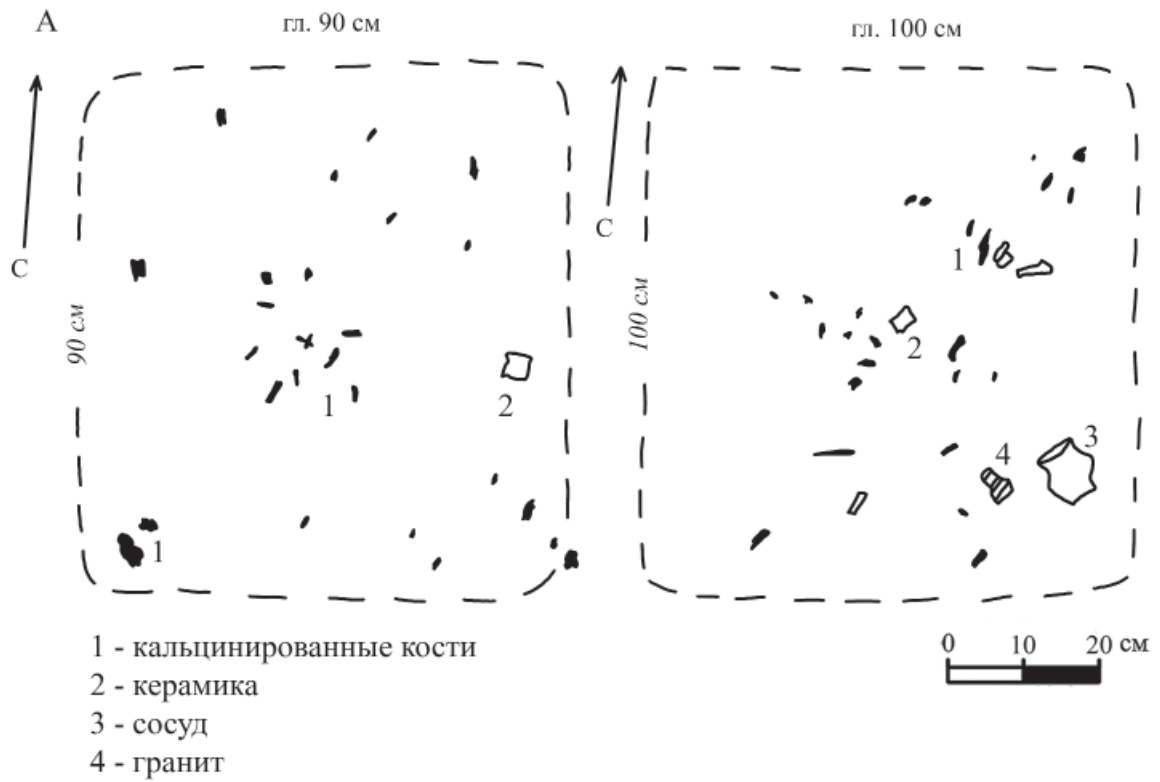 А
гл. 90 см
гл. 100 см
С
С
90 см
100 см
1
2
1
1
2
3
4
1 - кальцинированные кости
2 - керамика
3 - сосуд
4 - гранит
0 10 20 см